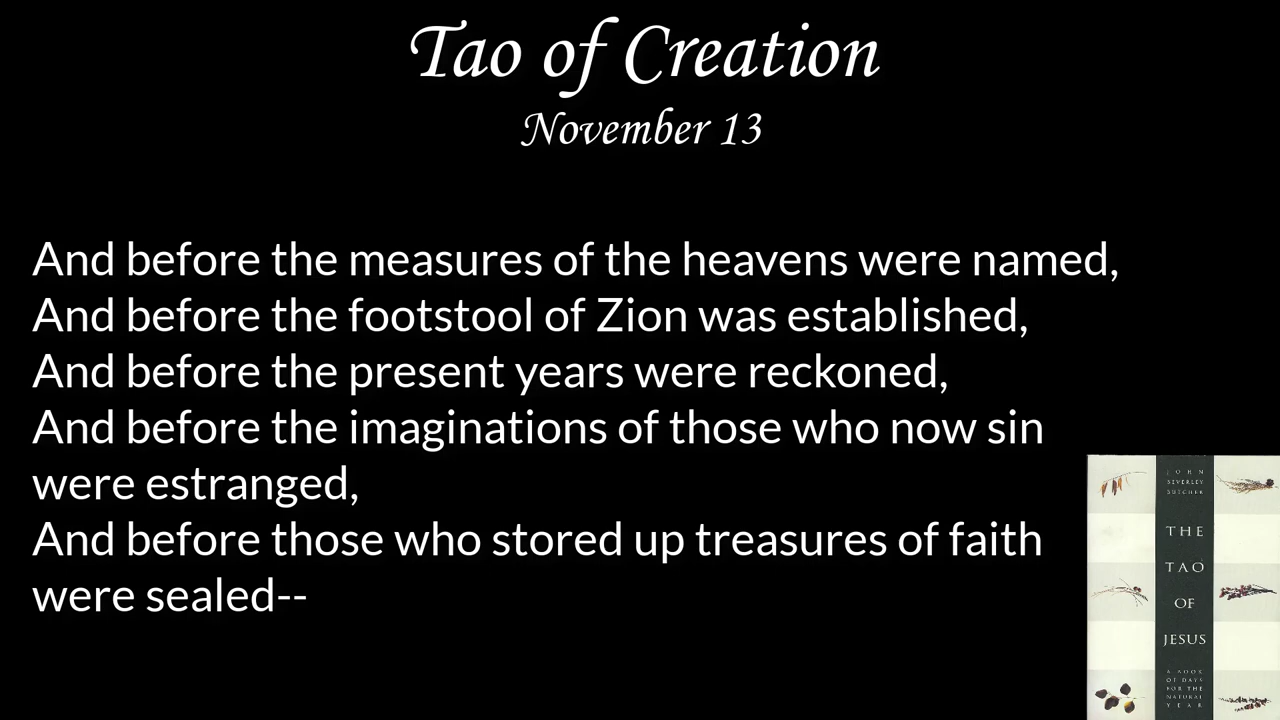 Tao of Creation
November 13
And before the measures of the heavens were named,
And before the footstool of Zion was established,
And before the present years were reckoned,
And before the imaginations of those who now sin
were estranged,
And before those who stored up treasures of faith
were sealed--
JOHN
BEVERLEY
BUTCHER
THE
TAO
OF
JESUS
A BOOK
OF DAYS
FOR THE
NATURAL
YEAR